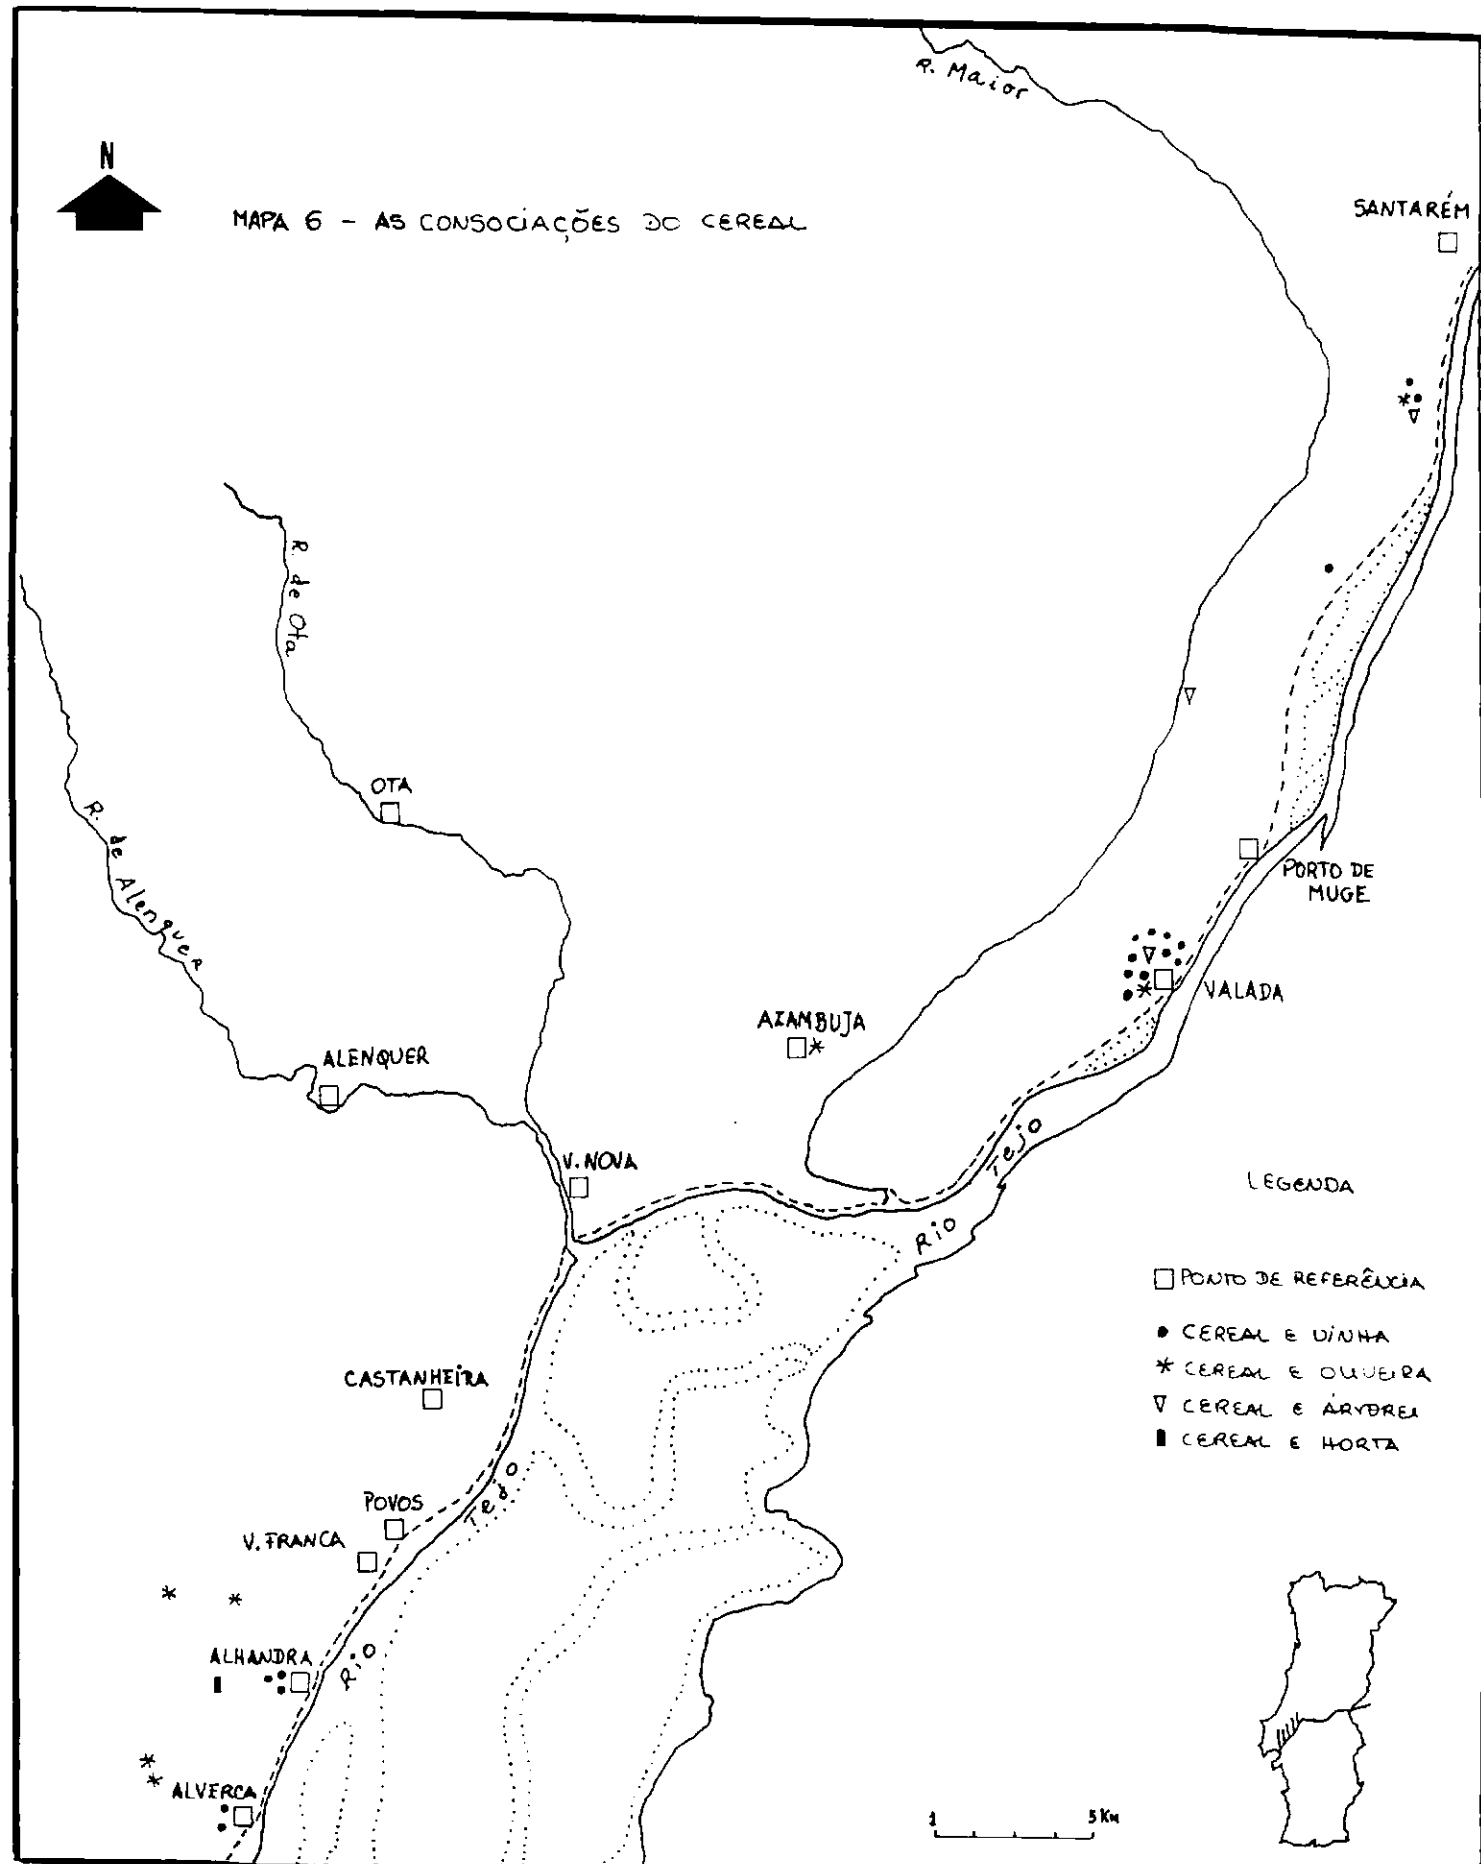 R. Maior
N
MAPA 6 - AS CONSOCIAÇÕES DO CEREAL
SANTARÉM
R. de Ota
OTA
R. de Alenquer
PORTO DE
MUGE
VALADA
AZAMBUJA
ALENQUER
V. NOVA
Rio Tejo
LEGENDA
PONTO DE REFERÊNCIA
CEREAL E VINHA
CEREAL E OLIVEIRA
CEREAL E ÁRVORES
CEREAL E HORTA
CASTANHEIRA
POVOS
V. FRANCA
Rio Tejo
ALHANDRA
ALVERCA
1 5 Km